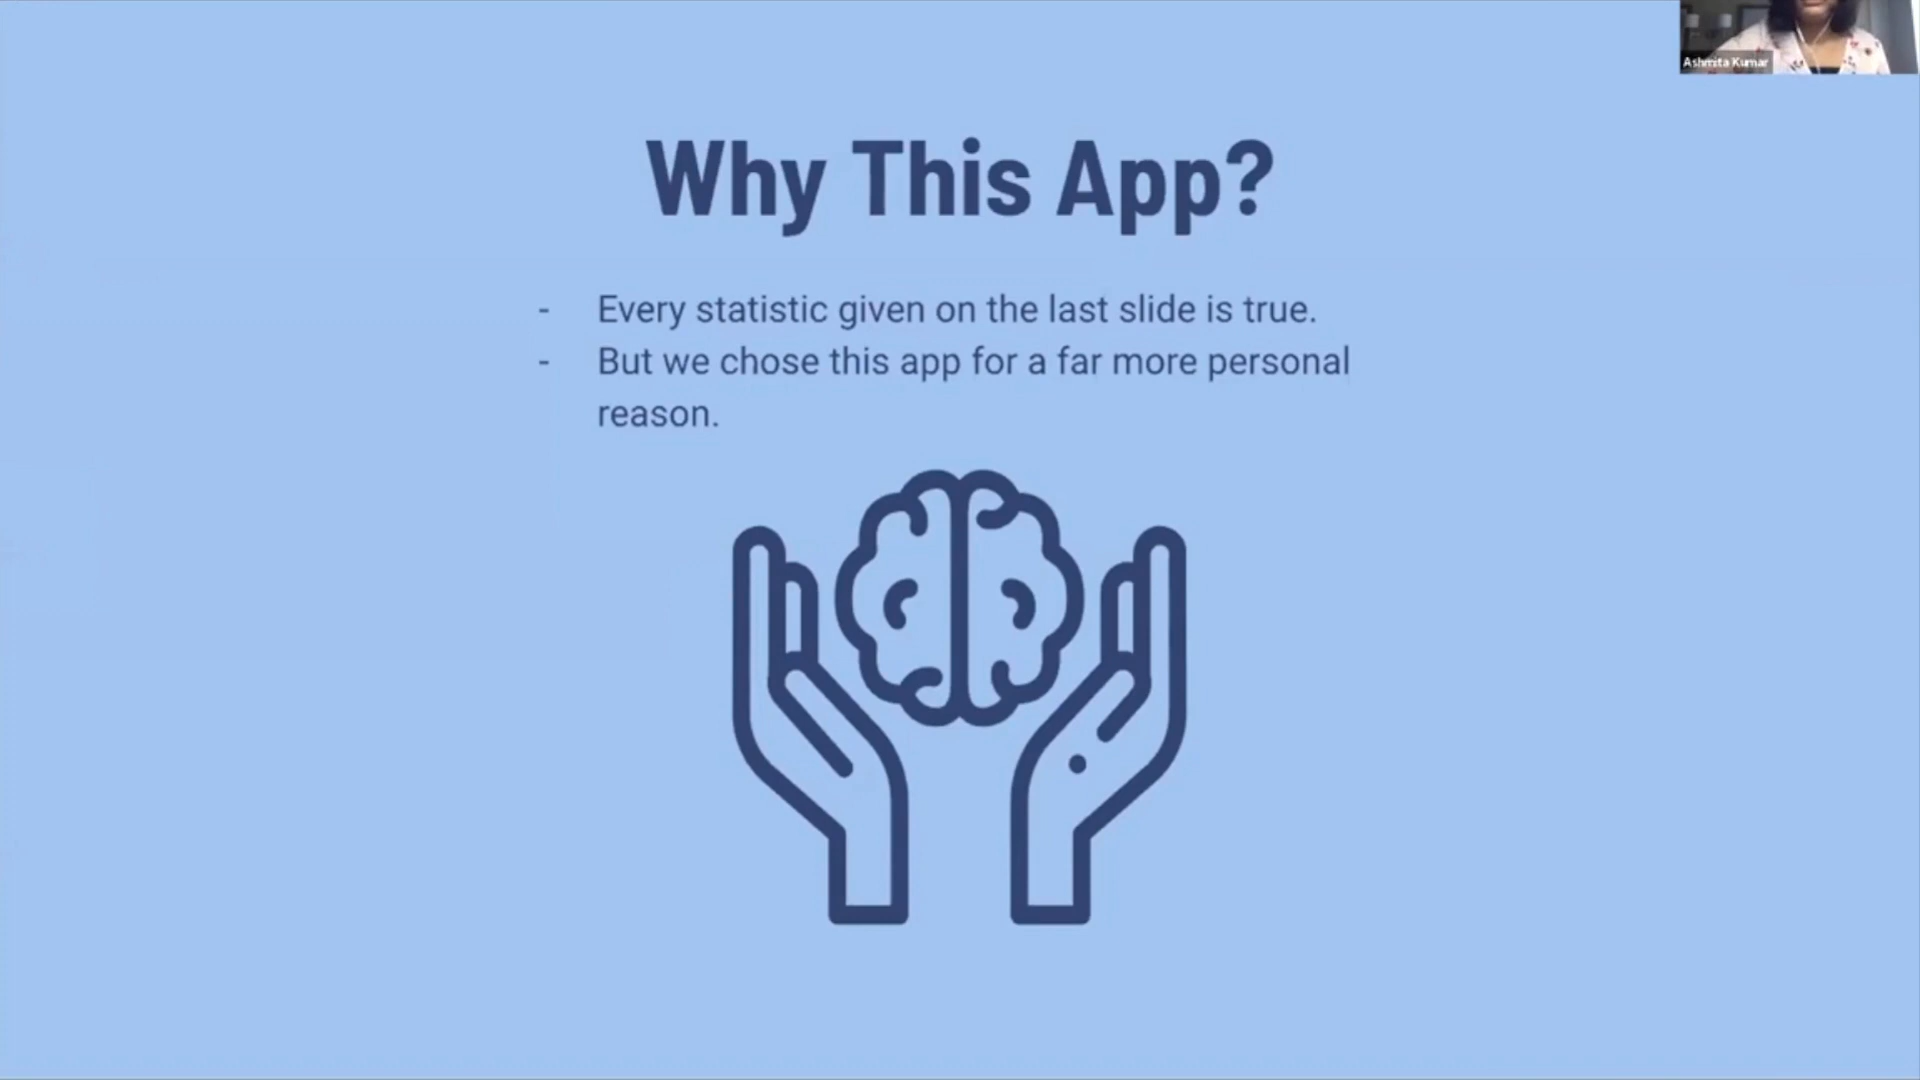 Ashmita Kumar
Why This App?
- Every statistic given on the last slide is true.
- But we chose this app for a far more personal
reason.